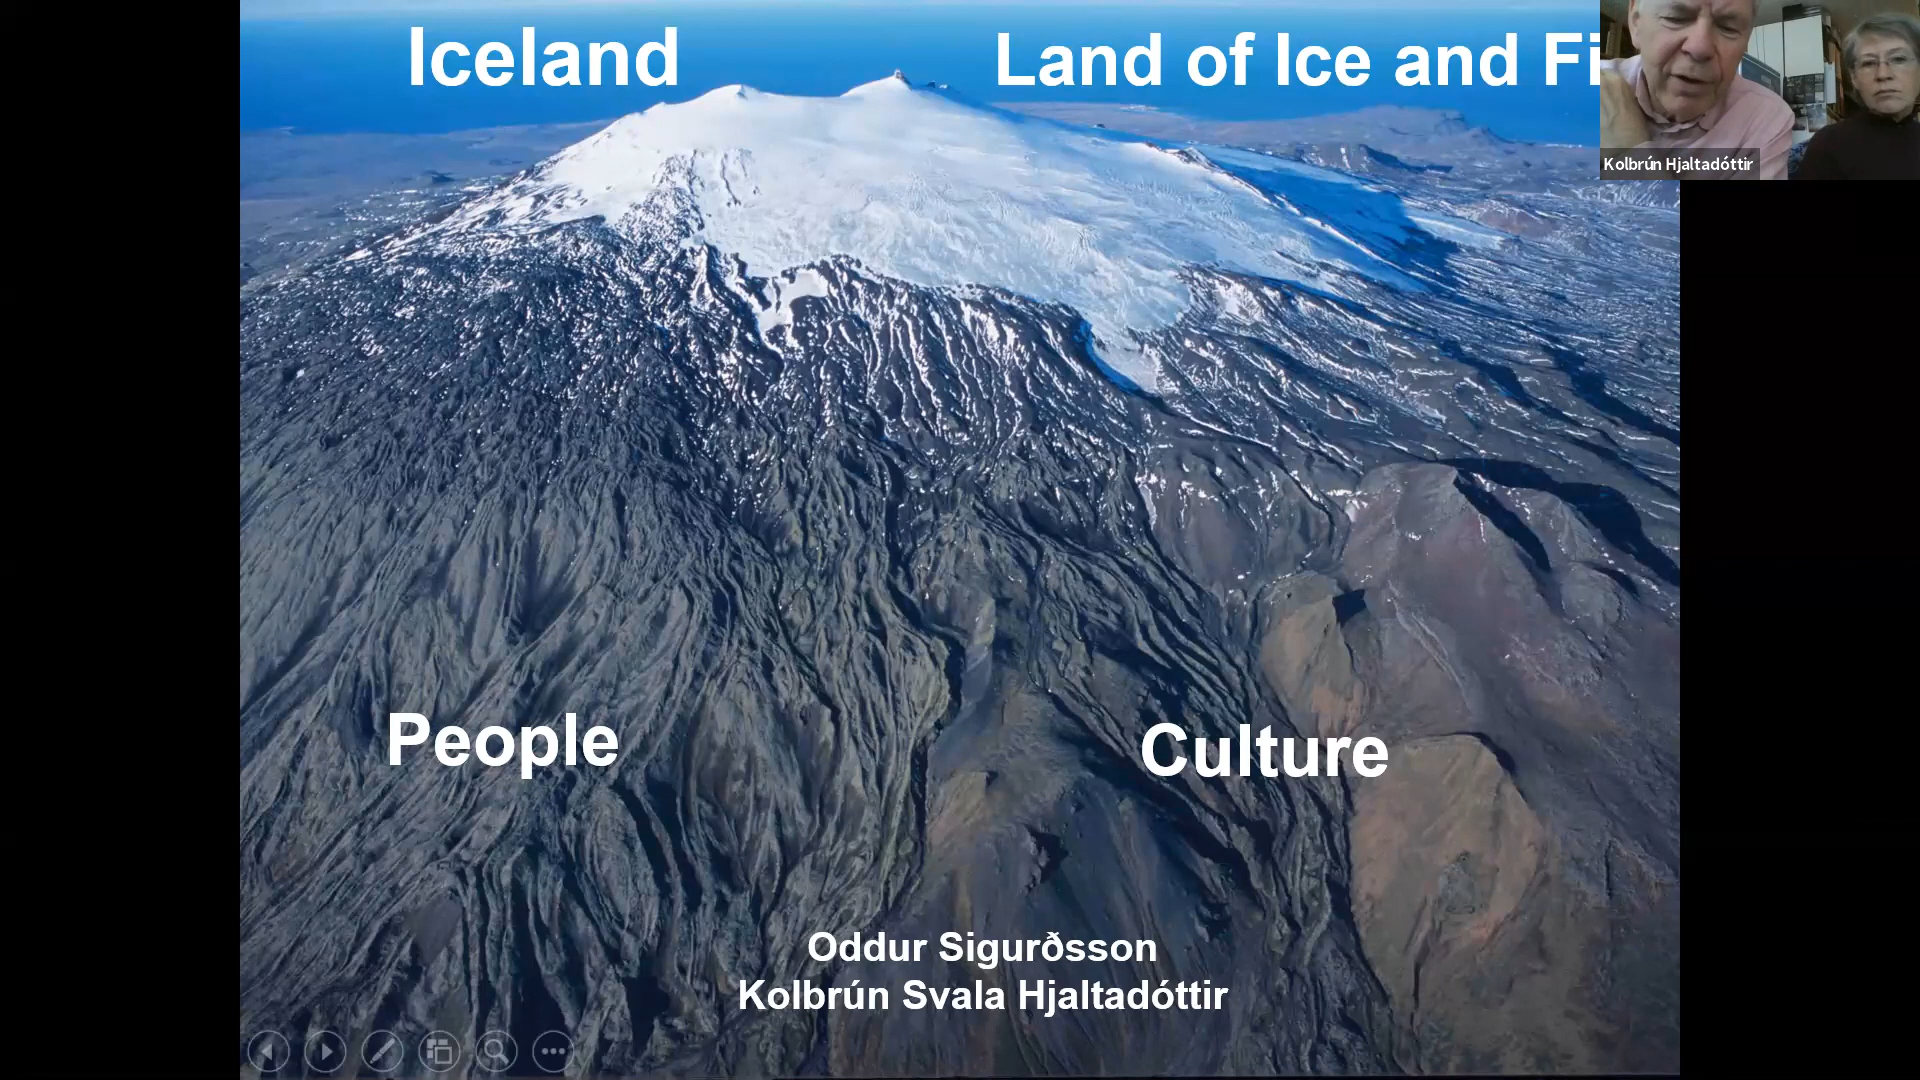 Iceland
Land of Ice and Fi
Kolbrún Hjaltadóttir
People
Culture
Oddur Sigurðsson
Kolbrún Svala Hjaltadóttir